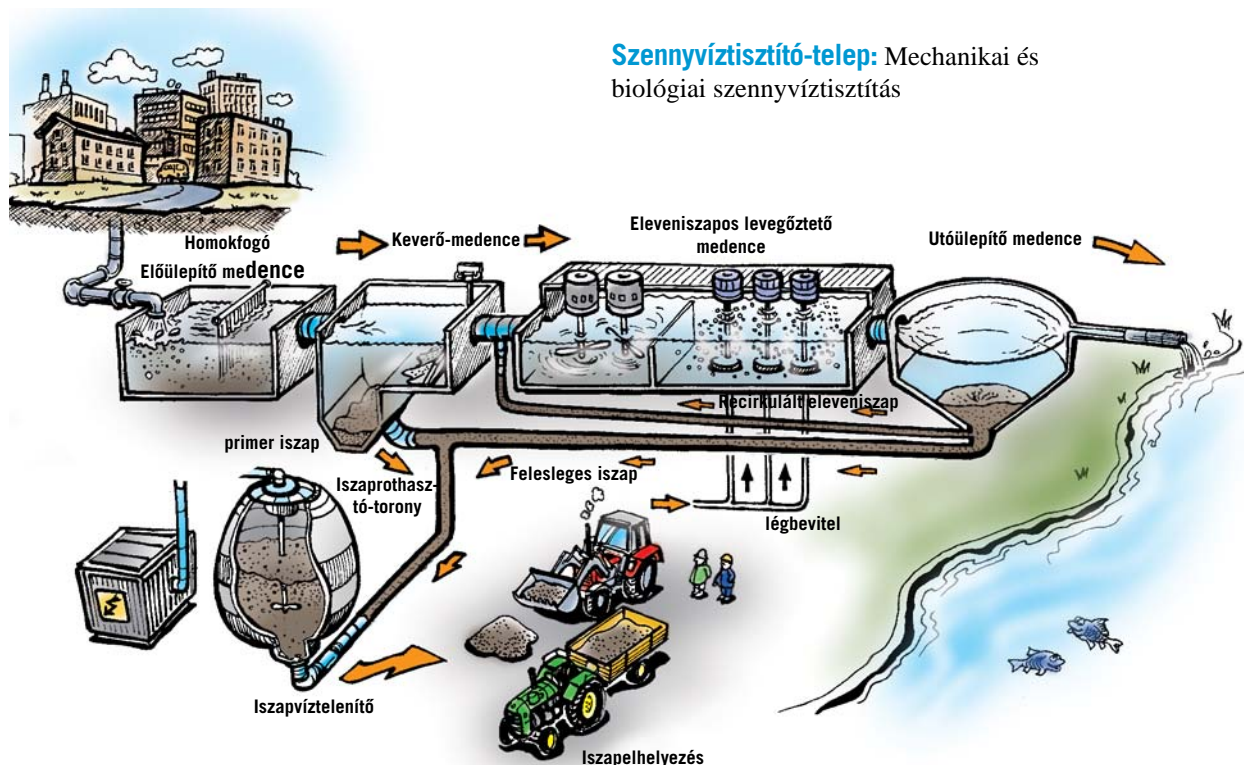 Szennyvíztisztító-telep: Mechanikai és
biológiai szennyvíztisztítás
Homokfogó
Előülepítő medence
Keverő-medence
Eleveniszapos levegőztető
medence
Utóülepítő medence
Recirkulált eleveniszap
primer iszap
Iszaprothasz-
tó-torony
Felesleges iszap
légbevitel
Iszapvíztelenítő
Iszapelhelyezés